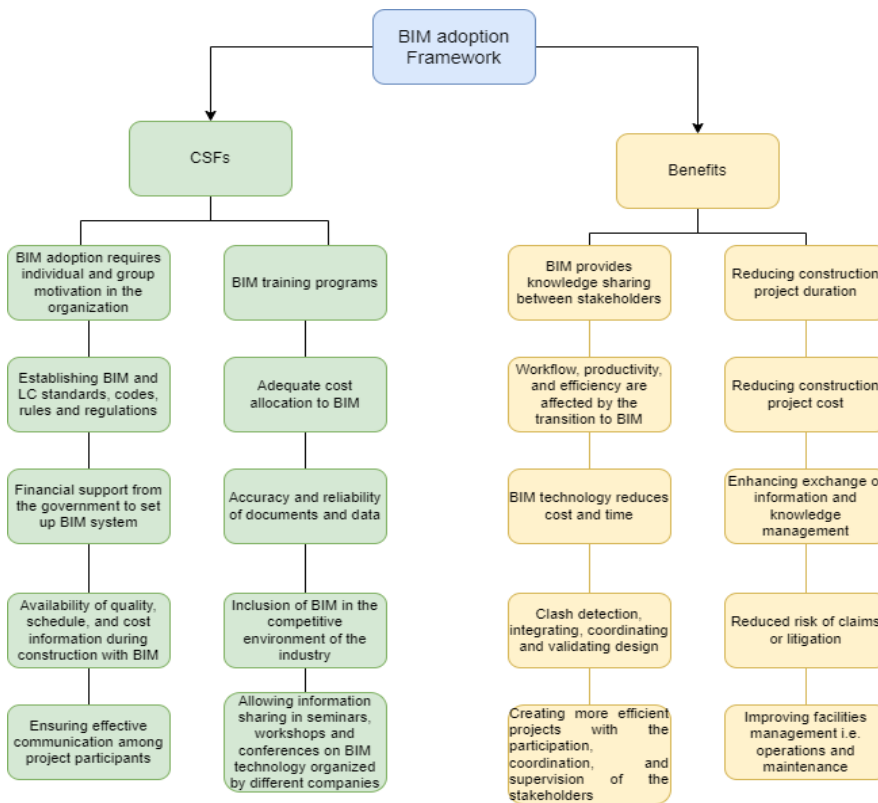 BIM adoption
Framework
CSFs
Benefits
BIM adoption requires
individual and group
motivation in the
organization
BIM training programs
BIM provides
knowledge sharing
between stakeholders
Reducing construction
project duration
Establishing BIM and
LC standards, codes,
rules and regulations
Adequate cost
allocation to BIM
Workflow, productivity,
and efficiency are
affected by the
transition to BIM
Reducing construction
project cost
Financial support from
the government to set
up BIM system
Accuracy and reliability
of documents and data
BIM technology reduces
cost and time
Enhancing exchange o
information and
knowledge
management
Availability of quality,
schedule, and cost
information during
construction with BIM
Inclusion of BIM in the
competitive
environment of the
industry
Clash detection,
integrating, coordinating
and validating design
Reduced risk of claims
or litigation
Ensuring effective
communication among
project participants
Allowing information
sharing in seminars,
workshops and
conferences on BIM
technology organized
by different companies
Creating more efficient
projects with the
participation,
coordination, and
supervision of the
stakeholders
Improving facilities
management i.e.
operations and
maintenance